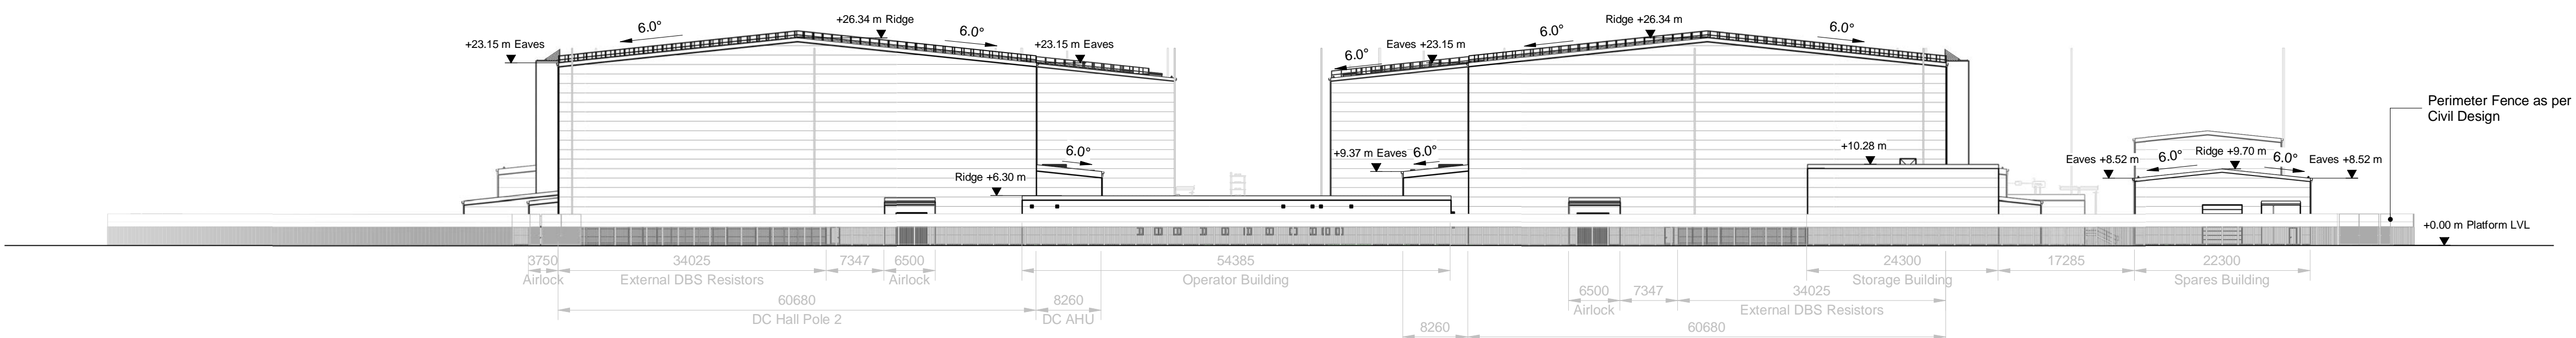 6.0°
+26.34 m Ridge
6.0°
+23.15 m Eaves
+23.15 m Eaves
6.0°
Ridge +6.30 m
Ridge +26.34 m
6.0°
6.0°
Eaves +23.15 m
6.0°
+9.37 m Eaves
6.0°
+10.28 m
Eaves +8.52 m
6.0°
Ridge +9.70 m
6.0°
Eaves +8.52 m
Perimeter Fence as per
Civil Design
+0.00 m Platform LVL
3750
Airlock
34025
External DBS Resistors
7347
6500
Airlock
54385
Operator Building
24300
Storage Building
17285
22300
Spares Building
60680
DC Hall Pole 2
8260
DC AHU
6500
Airlock
7347
34025
External DBS Resistors
8260
60680